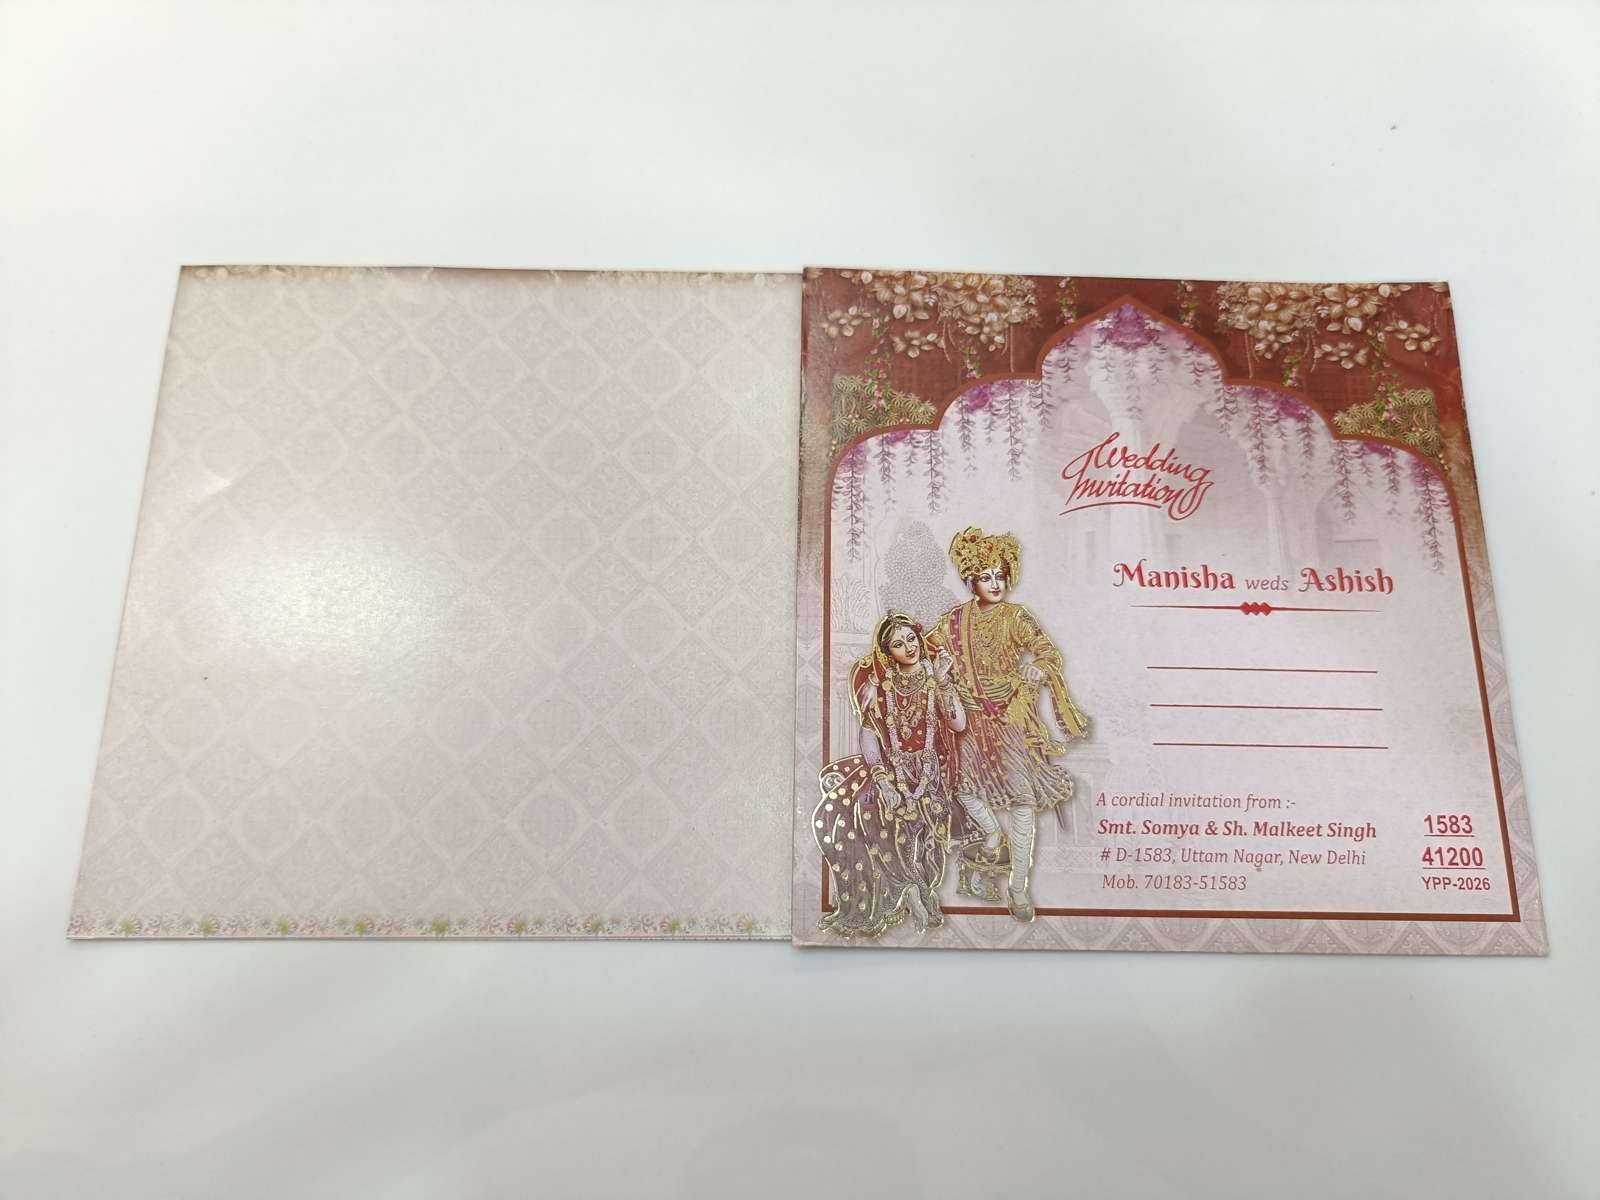 Wedding
Invitation
Manisha weds Ashish
A cordial invitation from :-
Smt. Somya & Sh. Malkeet Singh
# D-1583, Uttam Nagar, New Delhi
Mob. 70183-51583
1583
41200
YPP-2026